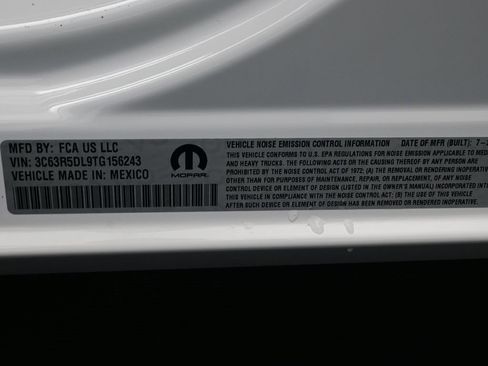 MFD BY: FCA US LLC
VIN: 3C63R5DL9TG156243
VEHICLE MADE IN: MEXICO
MOPAR
VEHICLE NOISE EMISSION CONTROL INFORMATION DATE OF MFR (BUILT): 7-
THIS VEHICLE CONFORMS TO U.S. EPA REGULATIONS FOR NOISE EMISSION APPLICABLE TO MEDIUM
AND HEAVY TRUCKS. THE FOLLOWING ACTS OR THE CAUSING THEREOF BY ANY PERSON ARE
PROHIBITED BY THE NOISE CONTROL ACT OF 1972: (A) THE REMOVAL OR RENDERING INOPERATIVE,
OTHER THAN FOR PURPOSES OF MAINTENANCE, REPAIR, OR REPLACEMENT, OF ANY NOISE
CONTROL DEVICE OR ELEMENT OF DESIGN (LISTED IN THE OWNER'S MANUAL) INCORPORATED INTO
THIS VEHICLE IN COMPLIANCE WITH THE NOISE CONTROL ACT: (B) THE USE OF THIS VEHICLE
AFTER SUCH DEVICE OR ELEMENT OF DESIGN HAS BEEN REMOVED OR RENDERED INOPERATIVE.